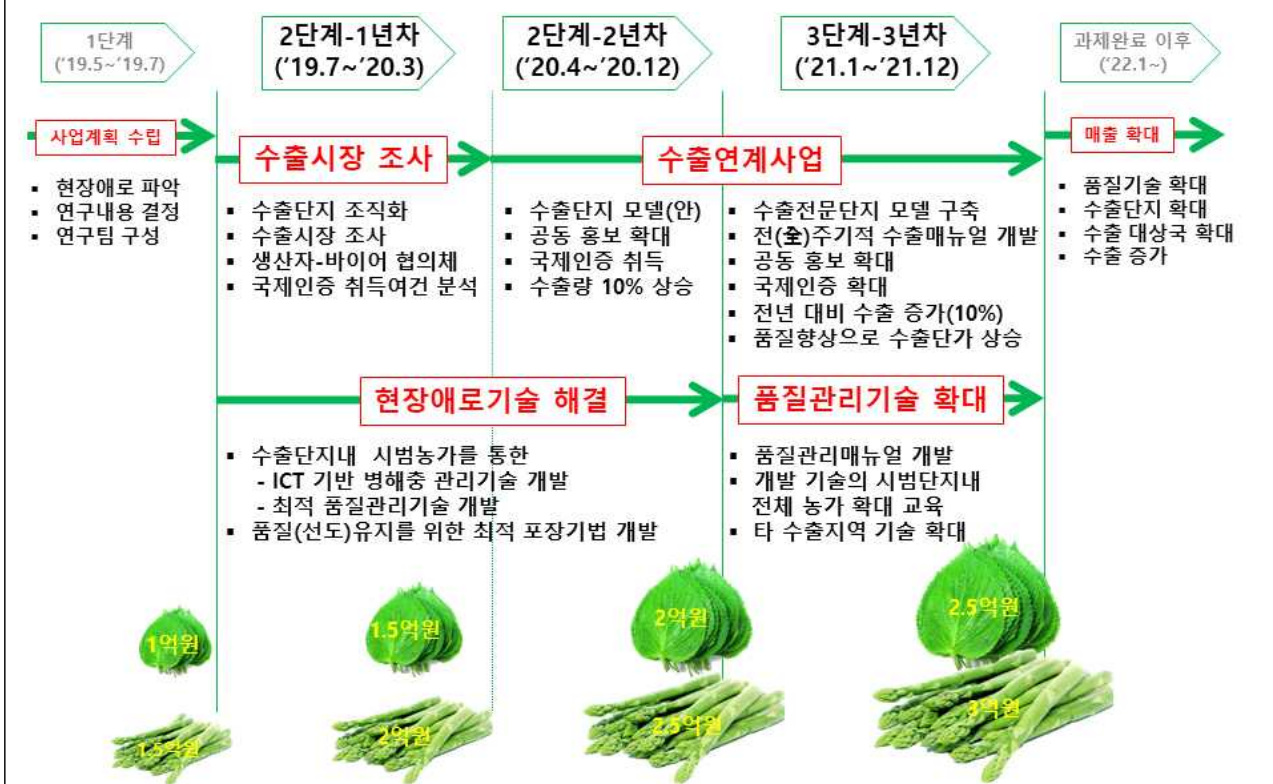 1단계
('19.5~'19.7)
2단계-1년차
('19.7~'20.3)
2단계-2년차
('20.4~'20.12)
3단계-3년차
('21.1~'21.12)
과제완료 이후
('22.1~)
사업계획 수립
▪ 현장애로 파악
▪ 연구내용 결정
▪ 연구팀 구성
수출시장 조사
▪ 수출단지 조직화
▪ 수출시장 조사
▪ 생산자-바이어 협의체
▪ 국제인증 취득여건 분석
수출연계사업
▪ 수출단지 모델(안)
▪ 공동 홍보 확대
▪ 국제인증 취득
▪ 수출량 10% 상승
▪ 수출전문단지 모델 구축
▪ 전(全)주기적 수출매뉴얼 개발
▪ 공동 홍보 확대
▪ 국제인증 확대
▪ 전년 대비 수출 증가(10%)
▪ 품질향상으로 수출단가 상승
매출 확대
▪ 품질기술 확대
▪ 수출단지 확대
▪ 수출 대상국 확대
▪ 수출 증가
현장애로기술 해결
▪ 수출단지내 시범농가를 통한
- ICT 기반 병해충 관리기술 개발
- 최적 품질관리기술 개발
▪ 품질(선도)유지를 위한 최적 포장기법 개발
품질관리기술 확대
▪ 품질관리매뉴얼 개발
▪ 개발 기술의 시범단지내
전체 농가 확대 교육
▪ 타 수출지역 기술 확대
1억원
1.5억원
2억원
2.5억원
1.5억원
2억원
2.5억원
3억원